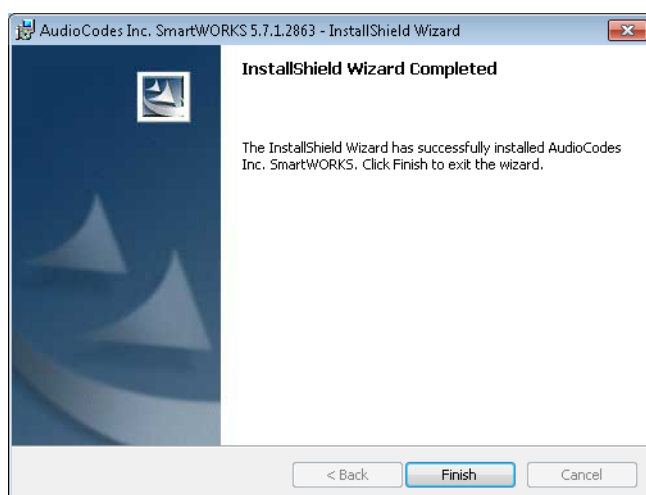 AudioCodes Inc. SmartWORKS 5.7.1.2863 - InstallShield Wizard
InstallShield Wizard Completed
The InstallShield Wizard has successfully installed AudioCodes
Inc. SmartWORKS. Click Finish to exit the wizard.
< Back
Finish
Cancel